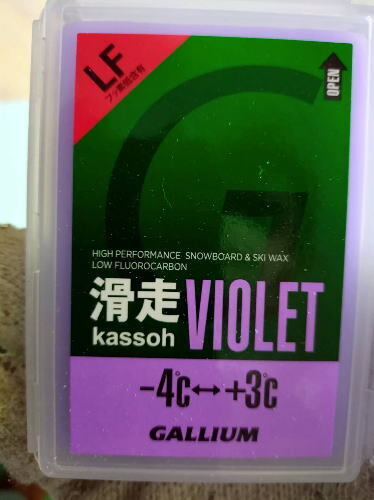 LF
フッ素低含有
OPEN
HIGH PERFORMANCE SNOWBOARD & SKI WAX
LOW FLUOROCARBON
滑走 VIOLET
kassoh
-4℃↔+3℃
GALLIUM